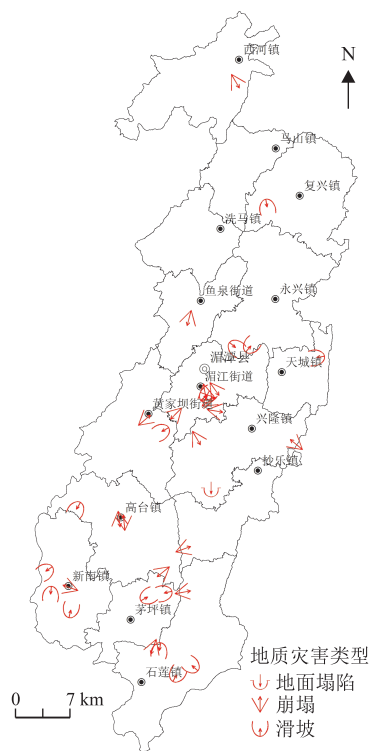 西河镇
N
马山镇
复兴镇
洗马镇
鱼泉街道
永兴镇
湄潭县
天城镇
湄江街道
黄家坝街道
兴隆镇
抄乐镇
高台镇
新南镇
茅坪镇
石莲镇
地质灾害类型
地面塌陷
崩塌
滑坡
0 7 km